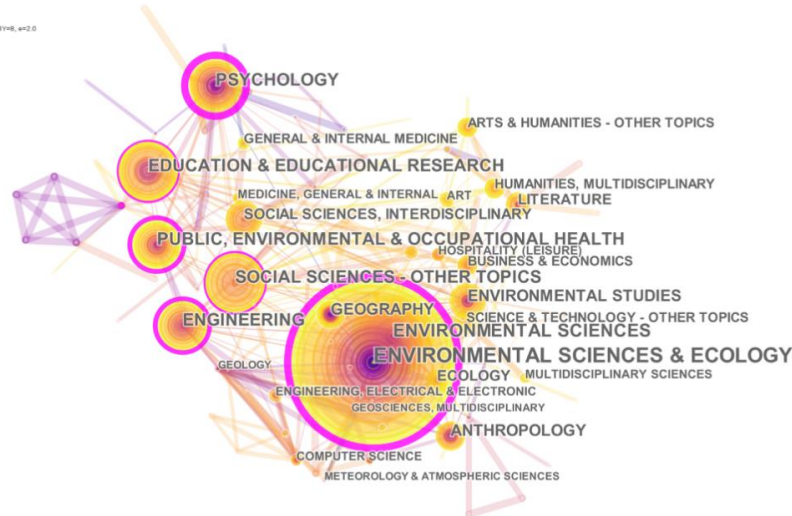 =8, e=2.0
PSYCHOLOGY
ARTS & HUMANITIES - OTHER TOPICS
GENERAL & INTERNAL MEDICINE
EDUCATION & EDUCATIONAL RESEARCH
HUMANITIES, MULTIDISCIPLINARY
MEDICINE, GENERAL & INTERNAL
ART
LITERATURE
SOCIAL SCIENCES, INTERDISCIPLINARY
PUBLIC, ENVIRONMENTAL & OCCUPATIONAL HEALTH
HOSPITALITY (LEISURE)
BUSINESS & ECONOMICS
SOCIAL SCIENCES - OTHER TOPICS
ENVIRONMENTAL STUDIES
GEOGRAPHY
SCIENCE & TECHNOLOGY - OTHER TOPICS
ENGINEERING
ENVIRONMENTAL SCIENCES
ENVIRONMENTAL SCIENCES & ECOLOGY
GEOLOGY
ECOLOGY
MULTIDISCIPLINARY SCIENCES
ENGINEERING, ELECTRICAL & ELECTRONIC
GEOSCIENCES, MULTIDISCIPLINARY
ANTHROPOLOGY
COMPUTER SCIENCE
METEOROLOGY & ATMOSPHERIC SCIENCES